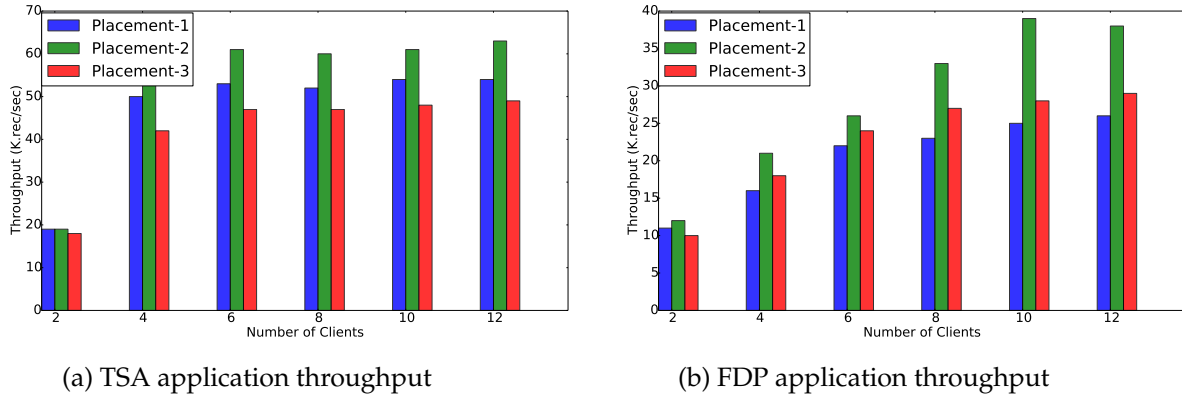 70
60
50
40
30
20
10
0
Throughput (K.rec/sec)
Placement-1
Placement-2
Placement-3
2 4 6 8 10 12
Number of Clients
(a) TSA application throughput
40
35
30
25
20
15
10
5
0
Throughput (K.rec/sec)
Placement-1
Placement-2
Placement-3
2 4 6 8 10 12
Number of Clients
(b) FDP application throughput